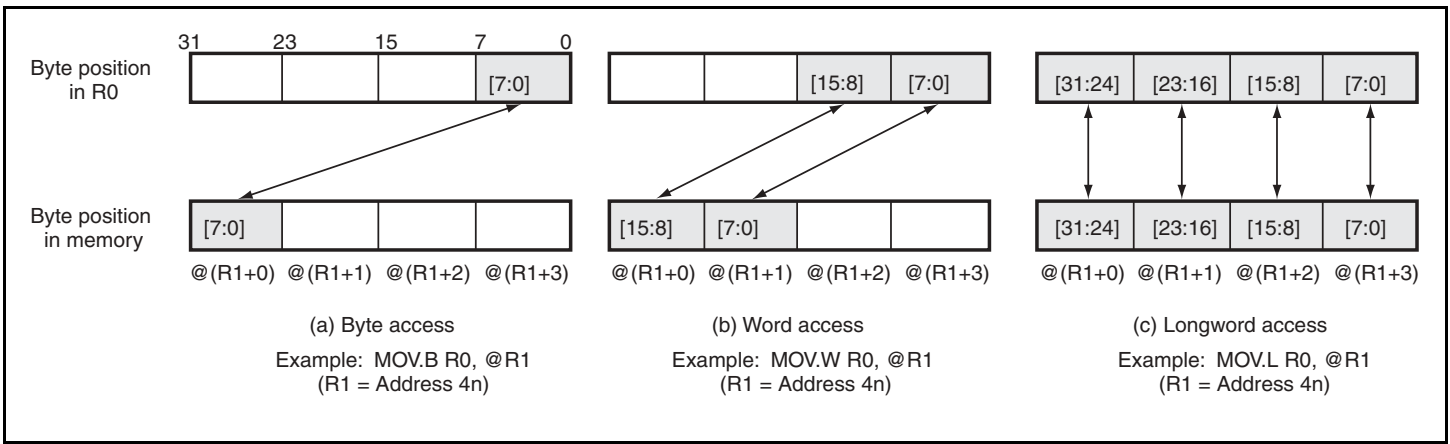 31 23 15 7 0
Byte position
in R0
[7:0]
[15:8] [7:0]
[31:24] [23:16] [15:8] [7:0]
Byte position
in memory
[7:0]
[15:8] [7:0]
[31:24] [23:16] [15:8] [7:0]
@(R1+0) @(R1+1) @(R1+2) @(R1+3)
@(R1+0) @(R1+1) @(R1+2) @(R1+3)
@(R1+0) @(R1+1) @(R1+2) @(R1+3)
(a) Byte access
Example: MOV.B R0, @R1
(R1 = Address 4n)
(b) Word access
Example: MOV.W R0, @R1
(R1 = Address 4n)
(c) Longword access
Example: MOV.L R0, @R1
(R1 = Address 4n)